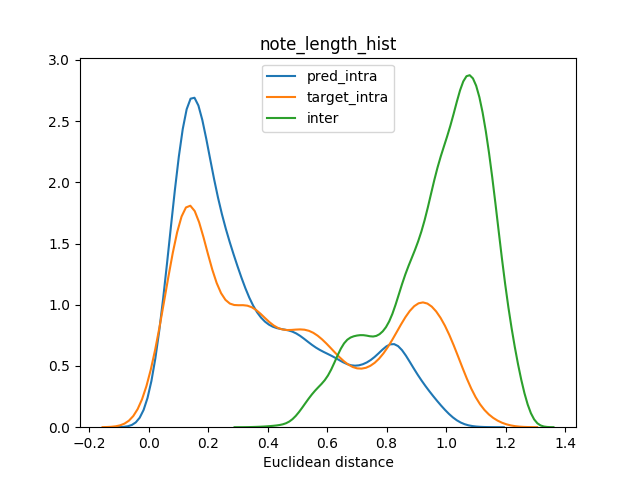 note_length_hist
3.0
2.5
2.0
1.5
1.0
0.5
0.0
pred_intra
target_intra
inter
−0.2 0.0 0.2 0.4 0.6 0.8 1.0 1.2 1.4
Euclidean distance